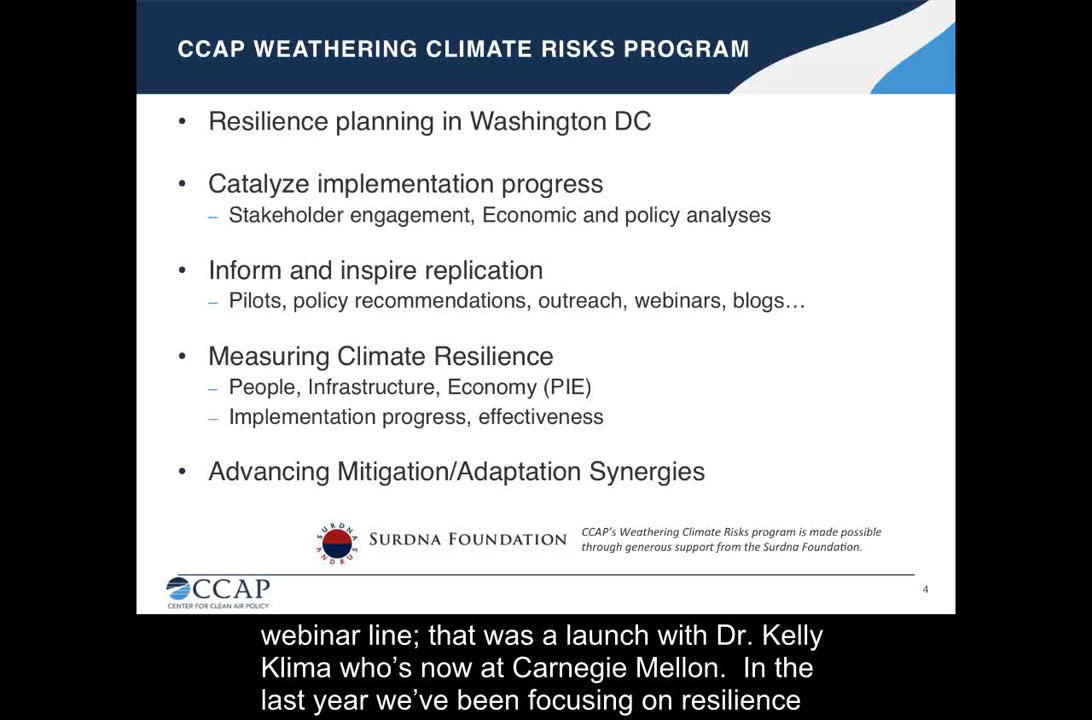 CCAP WEATHERING CLIMATE RISKS PROGRAM
• Resilience planning in Washington DC
• Catalyze implementation progress
– Stakeholder engagement, Economic and policy analyses
• Inform and inspire replication
– Pilots, policy recommendations, outreach, webinars, blogs…
• Measuring Climate Resilience
– People, Infrastructure, Economy (PIE)
– Implementation progress, effectiveness
• Advancing Mitigation/Adaptation Synergies
SURDNA
ANDRUS
SURDNA FOUNDATION
CCAP's Weathering Climate Risks program is made possible
through generous support from the Surdna Foundation.
CCAP
CENTER FOR CLEAN AIR POLICY
4
webinar line; that was a launch with Dr. Kelly
Klima who's now at Carnegie Mellon.  In the
last year we've been focusing on resilience